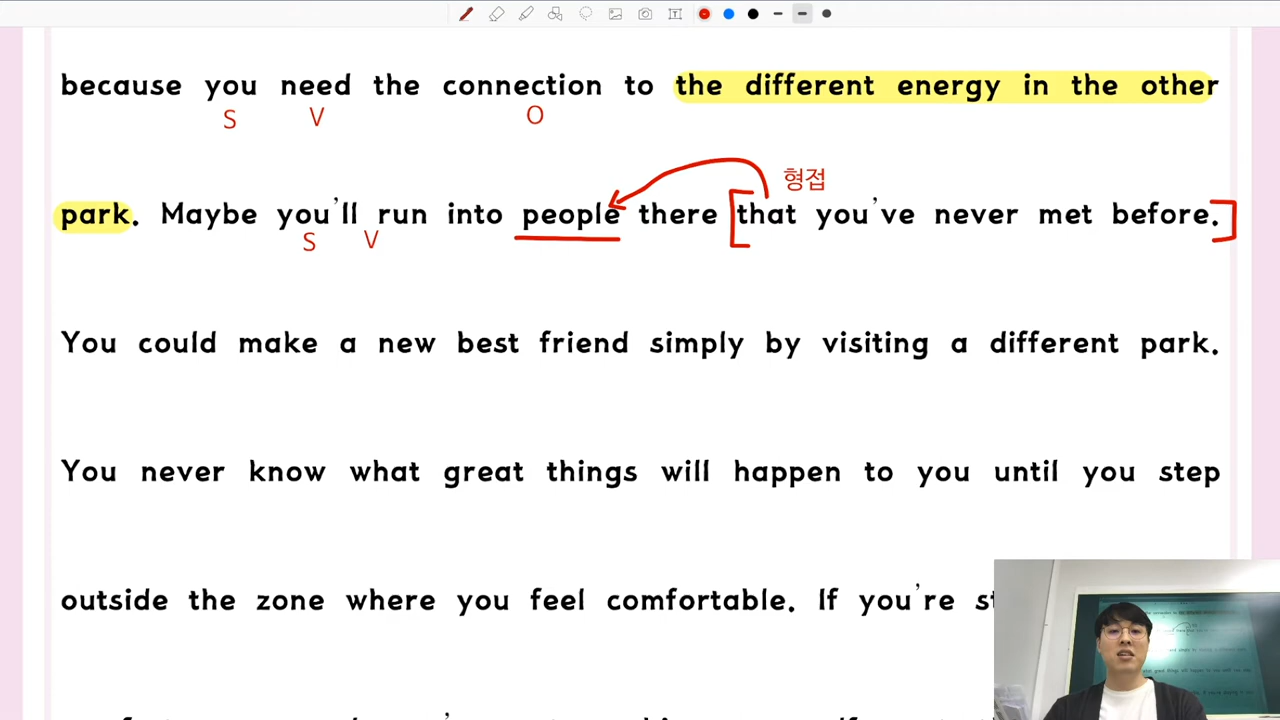 because you need the connection to the different energy in the other
S V O
형접
park. Maybe you'll run into people there [that you've never met before.]
S V
You could make a new best friend simply by visiting a different park.
You never know what great things will happen to you until you step
outside the zone where you feel comfortable. If you're